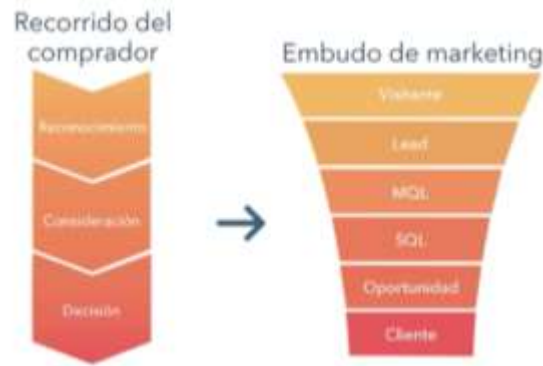 Recorrido del
comprador
Reconocimiento
Consideración
Decisión
Embudo de marketing
Visitante
Lead
MQL
SQL
Oportunidad
Cliente